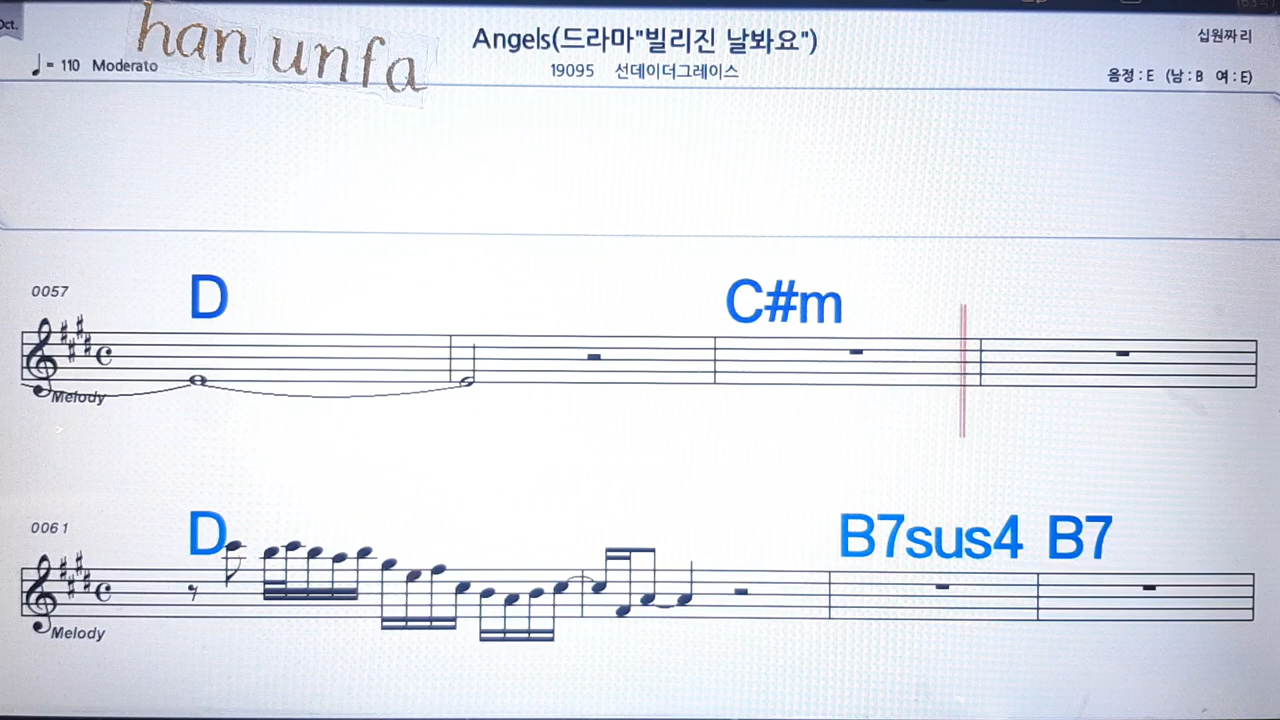 Oct.
han unfa
Angels(드라마"빌리진 날봐요")
십원짜리
♩= 110 Moderato
19095 선데이더그레이스
음정 : E (남 : B 여 : E)
0057
D
C#m
Melody
0061
D
B7sus4
B7
Melody